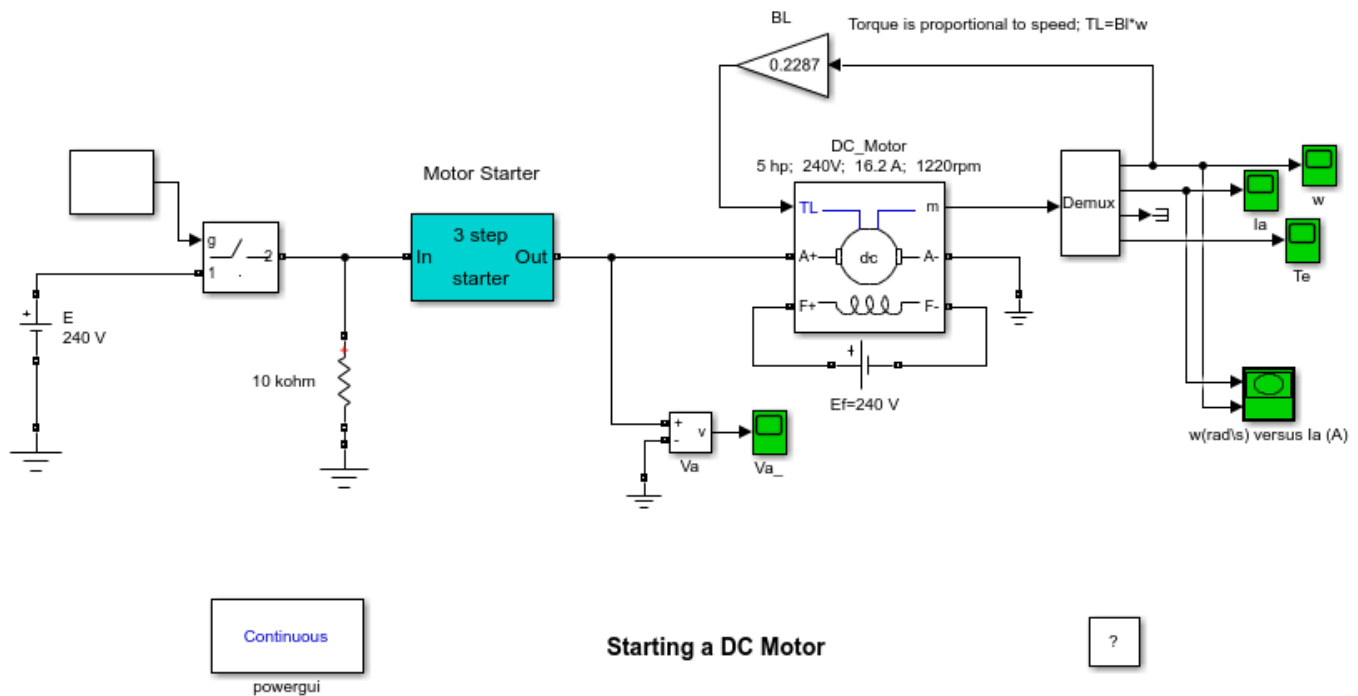 BL
Torque is proportional to speed; TL=Bl*w
0.2287
DC_Motor
5 hp; 240V; 16.2 A; 1220rpm
Motor Starter
TL
m
Demux
w
Ia
Te
g
1
2
In
3 step
starter
Out
A+
dc
A-
F+
F-
+
E
240 V
+
10 kohm
+
Ef=240 V
+
-
v
Va
Va_
w(rad\s) versus Ia (A)
Continuous
powergui
Starting a DC Motor
?